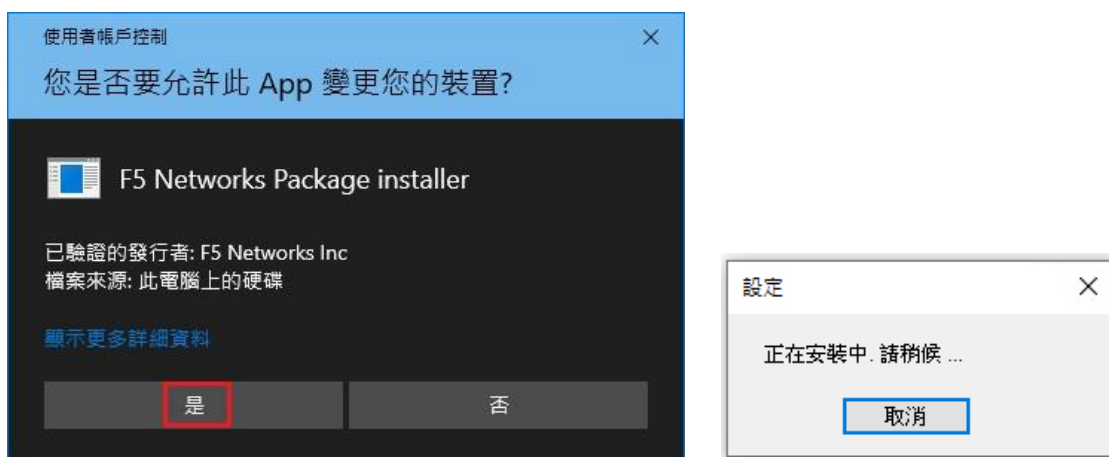 使用者帳戶控制
您是否要允許此 App 變更您的裝置?
F5 Networks Package installer
已驗證的發行者: F5 Networks Inc
檔案來源: 此電腦上的硬碟
顯示更多詳細資料
是
否
設定
正在安裝中. 請稍候 ...
取消